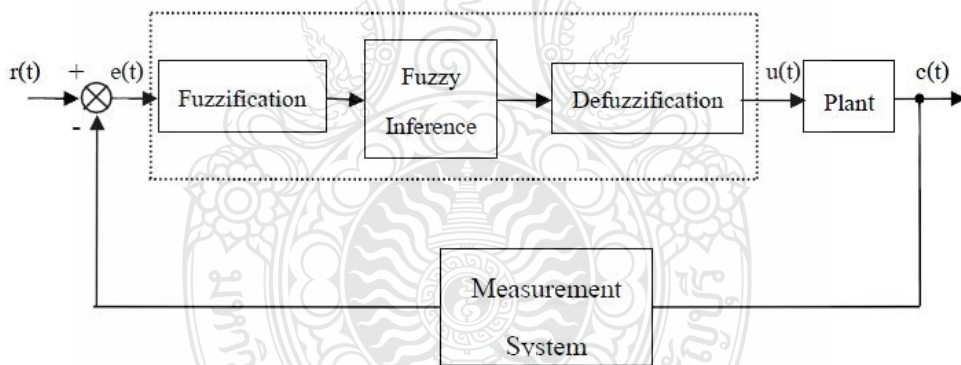 r(t)
+
e(t)
-
Fuzzification
Fuzzy
Inference
Defuzzification
u(t)
Plant
c(t)
Measurement
System